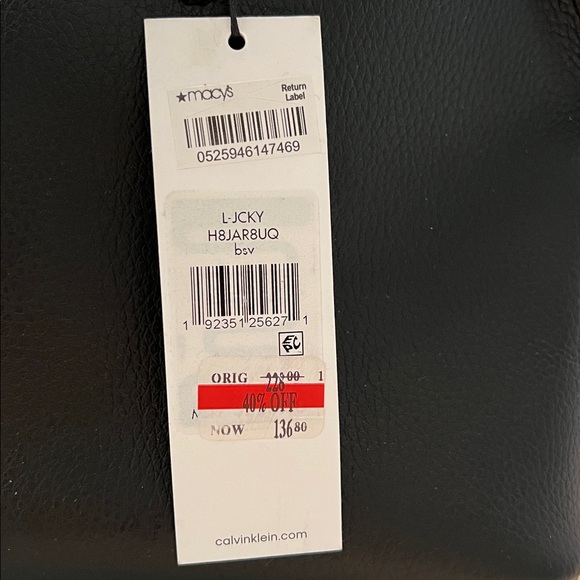 ★macy's
Return
Label
0525946147469
L-JCKY
H8JAR8UQ
bsv
1 92351 25627 1
EPC
ORIG 228 00 1
40% OFF
NOW 136 80
calvinklein.com